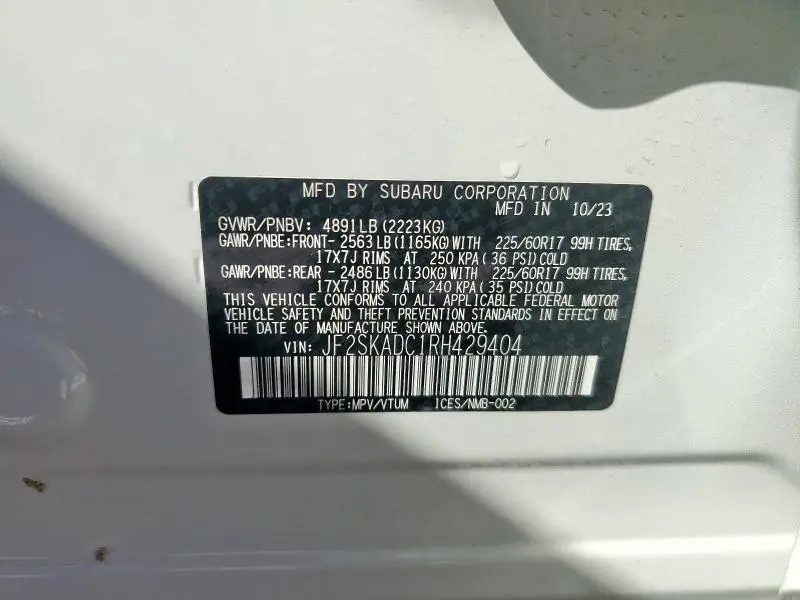 MFD BY SUBARU CORPORATION
MFD IN 10/23
GVWR/PNBV: 4891LB (2223KG)
GAWR/PNBE:FRONT- 2563LB (1165KG) WITH 225/60R17 99H TIRES,
17X7J RIMS AT 250 KPA ( 36 PSI) COLD
GAWR/PNBE:REAR - 2486LB (1130KG) WITH 225/60R17 99H TIRES,
17X7J RIMS AT 240 KPA ( 35 PSI) COLD
THIS VEHICLE CONFORMS TO ALL APPLICABLE FEDERAL MOTOR
VEHICLE SAFETY AND THEFT PREVENTION STANDARDS IN EFFECT ON
THE DATE OF MANUFACTURE SHOWN ABOVE.
VIN: JF2SKADC1RH429404
TYPE:MPV/VTUM ICES/NMB-002